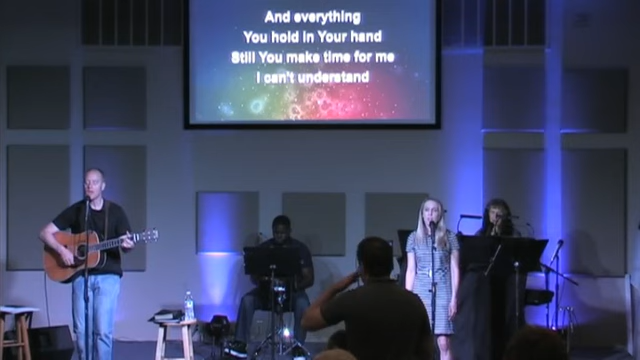 And everything
You hold in Your hand
Still You make time for me
I can't understand